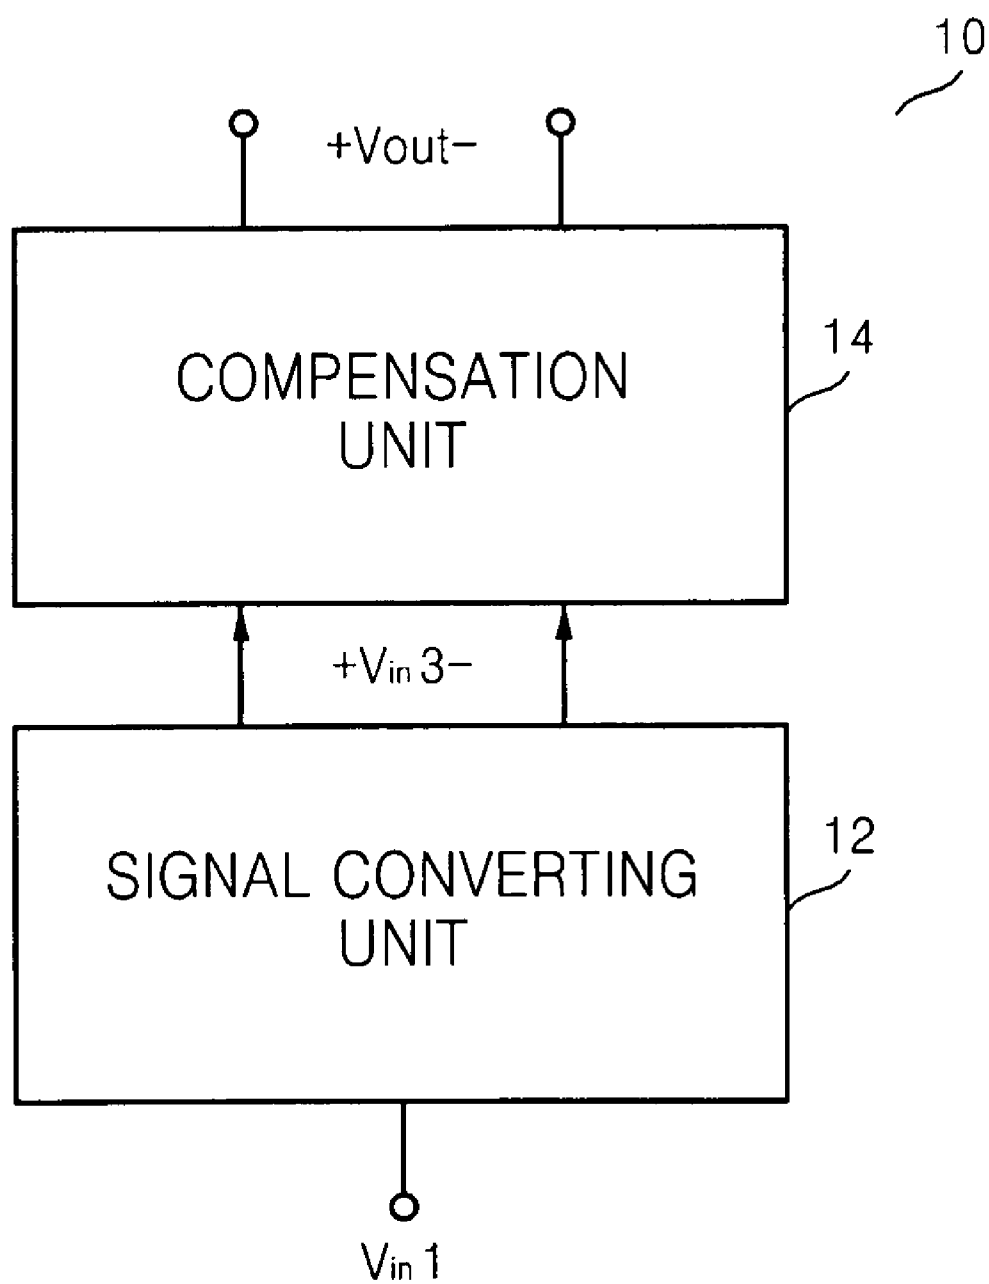 10
+Vout−
14
COMPENSATION
UNIT
+Vin 3−
12
SIGNAL CONVERTING
UNIT
Vin 1